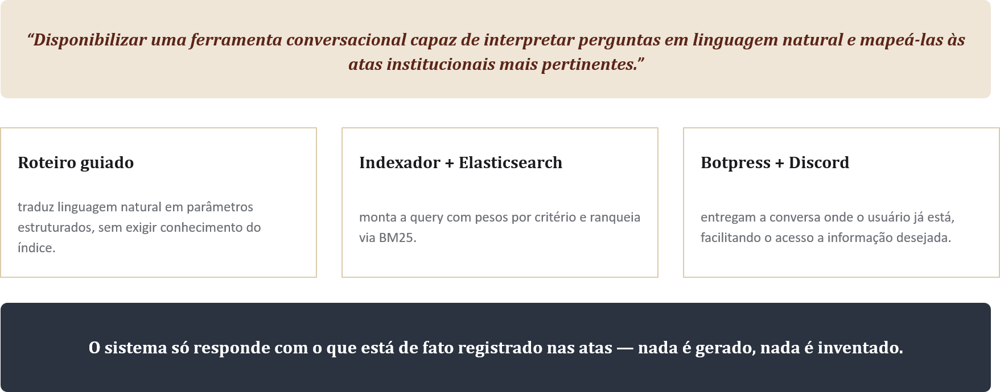 “Disponibilizar uma ferramenta conversacional capaz de interpretar perguntas em linguagem natural e mapeá-las às
atas institucionais mais pertinentes.”
Roteiro guiado
traduz linguagem natural em parâmetros
estruturados, sem exigir conhecimento do
índice.
Indexador + Elasticsearch
monta a query com pesos por critério e ranqueia
via BM25.
Botpress + Discord
entregam a conversa onde o usuário já está,
facilitando o acesso a informação desejada.
O sistema só responde com o que está de fato registrado nas atas — nada é gerado, nada é inventado.